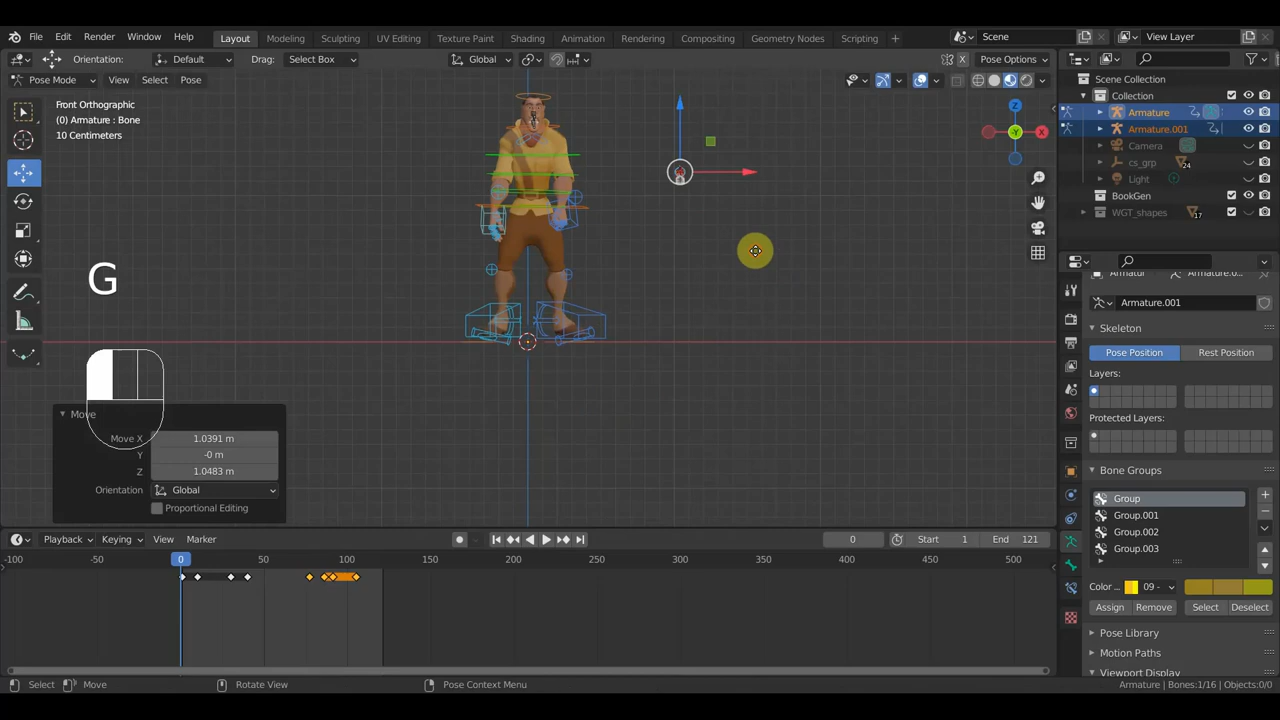 File Edit Render Window Help Layout Modeling Sculpting UV Editing Texture Paint Shading Animation Rendering Compositing Geometry Nodes Scripting + Scene View Layer
Orientation: Default Drag: Select Box Global X Pose Options
Pose Mode View Select Pose
Front Orthographic
(0) Armature : Bone
10 Centimeters
Z
X
-Y
G
Move
Move X 1.0391 m
Y -0 m
Z 1.0483 m
Orientation Global
Proportional Editing
Scene Collection
Collection
Armature
Armature.001
Camera
cs_grp 24
Light
BookGen
WGT_shapes 17
Armatur Armature.0...
Armature.001
Skeleton
Pose Position Rest Position
Layers:
Protected Layers:
Bone Groups
Group
Group.001
Group.002
Group.003
Color ... 09 -
Assign Remove Select Deselect
Pose Library
Motion Paths
Viewport Display
Playback Keying View Marker 0 Start 1 End 121
-100 -50 0 50 100 200 250 300 350 400 450 500
Select Move Rotate View Pose Context Menu Armature | Bones:1/16 | Objects:0/0